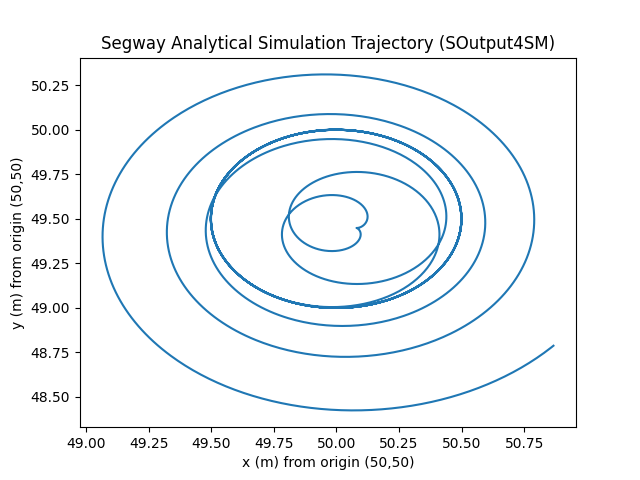 Segway Analytical Simulation Trajectory (SOutput4SM)
50.25
50.00
49.75
49.50
49.25
49.00
48.75
48.50
y (m) from origin (50,50)
49.00 49.25 49.50 49.75 50.00 50.25 50.50 50.75
x (m) from origin (50,50)